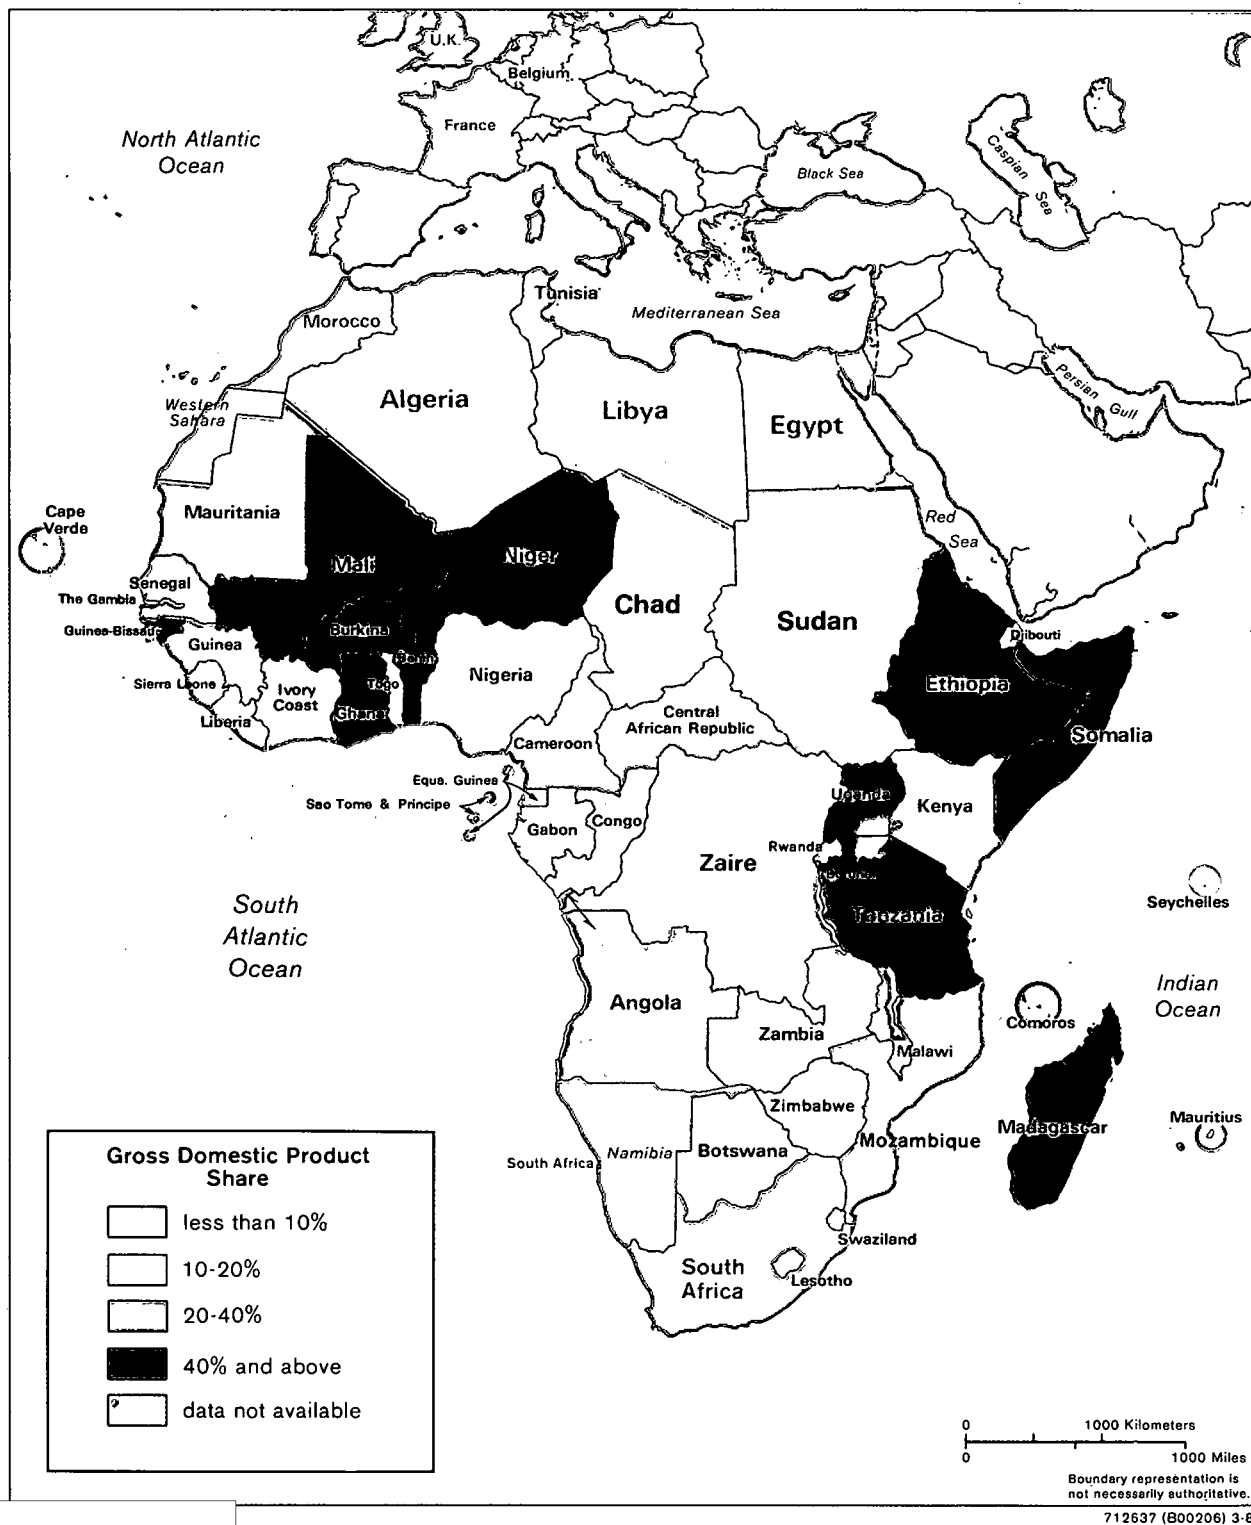 U.K.
Belgium
France
North Atlantic
Ocean
Black Sea
Caspian Sea
Tunisia
Mediterranean Sea
Morocco
Algeria
Libya
Egypt
Persian Gulf
Western
Sahara
Mauritania
Cape
Verde
Red
Sea
Mali
Niger
Senegal
The Gambia
Chad
Sudan
Djibouti
Guinea-Bissau
Guinea
Burkina
Benin
Nigeria
Ethiopia
Sierra Leone
Ivory
Coast
Togo
Ghana
Liberia
Central
African Republic
Somalia
Cameroon
Equa. Guinea
Uganda
Kenya
Sao Tome & Principe
Gabon
Congo
Rwanda
Zaire
Burundi
Tanzania
Seychelles
South
Atlantic
Ocean
Angola
Indian
Ocean
Comoros
Zambia
Malawi
Zimbabwe
Mauritius
Madagascar
Mozambique
South Africa
Namibia
Botswana
Swaziland
South
Africa
Lesotho
Gross Domestic Product
Share
less than 10%
10-20%
20-40%
40% and above
data not available
0 1000 Kilometers
0 1000 Miles
Boundary representation is
not necessarily authoritative.
712637 (B00206) 3-8